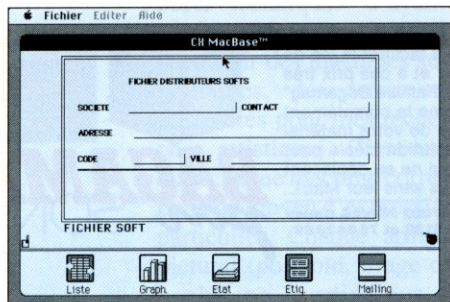 Fichier Editer Aide
CX MacBase™
FICHIER DISTRIBUTEURS SOFTS
SOCIETE CONTACT
ADRESSE
CODE VILLE
FICHIER SOFT
Liste Graph. Etat Etiq. Mailing